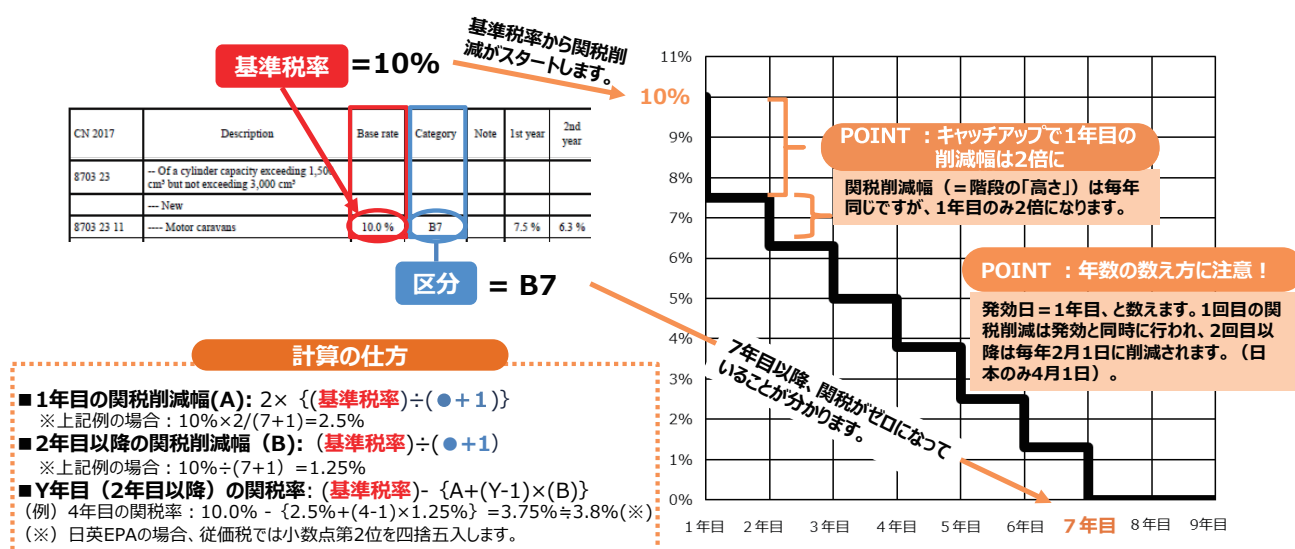 基準税率 =10%
基準税率から関税削
減がスタートします。
CN 2017 Description Base rate Category Note 1st year 2nd
year
8703 23 -- Of a cylinder capacity exceeding 1,500
cm³ but not exceeding 3,000 cm³
--- New
8703 23 11 ---- Motor caravans 10.0 % B7 7.5 % 6.3 %
区分 = B7
計算の仕方
■1年目の関税削減幅(A): 2× {(基準税率)÷(●+1)}
※上記例の場合：10%×2/(7+1)=2.5%
■2年目以降の関税削減幅（B):（基準税率)÷(●+1）
※上記例の場合：10%÷(7+1）=1.25%
■Y年目（2年目以降）の関税率: (基準税率)-｛A+(Y-1)×(B)}
(例）4年目の関税率：10.0% -｛2.5%+(4-1)×1.25%｝=3.75%≒3.8%(※)
(※）日英EPAの場合、従価税では小数点第2位を四捨五入します。
11%
10%
9%
8%
7%
6%
5%
4%
3%
2%
1%
0%
POINT ：キャッチアップで1年目の
削減幅は2倍に
関税削減幅（＝階段の「高さ」）は毎年
同じですが、1年目のみ2倍になります。
POINT ：年数の数え方に注意！
発効日＝1年目、と数えます。1回目の関
税削減は発効と同時に行われ、2回目以
降は毎年2月1日に削減されます。（日
本のみ4月1日）。
7年目以降、関税がゼロになって
いることが分かります。
1年目 2年目 3年目 4年目 5年目 6年目 7年目 8年目 9年目